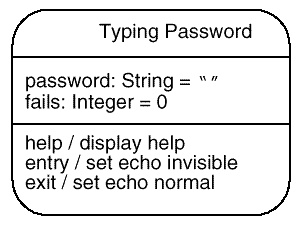 Typing Password
password: String = “”
fails: Integer = 0
help / display help
entry / set echo invisible
exit / set echo normal